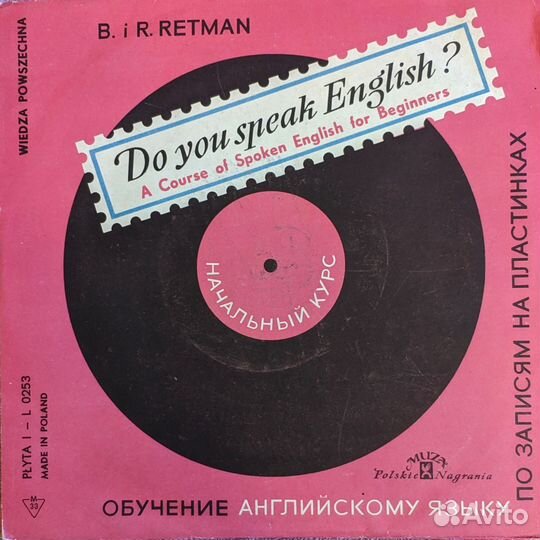 B. i R. RETMAN
WIEDZA POWSZECHNA
Do you speak English?
A Course of Spoken English for Beginners
НАЧАЛЬНЫЙ КУРС
PŁYTA I – L 0253
MADE IN POLAND
M
33
MUZA
Polskie Nagrania
ОБУЧЕНИЕ АНГЛИЙСКОМУ ЯЗЫКУ
ПО ЗАПИСЯМ НА ПЛАСТИНКАХ
Avito